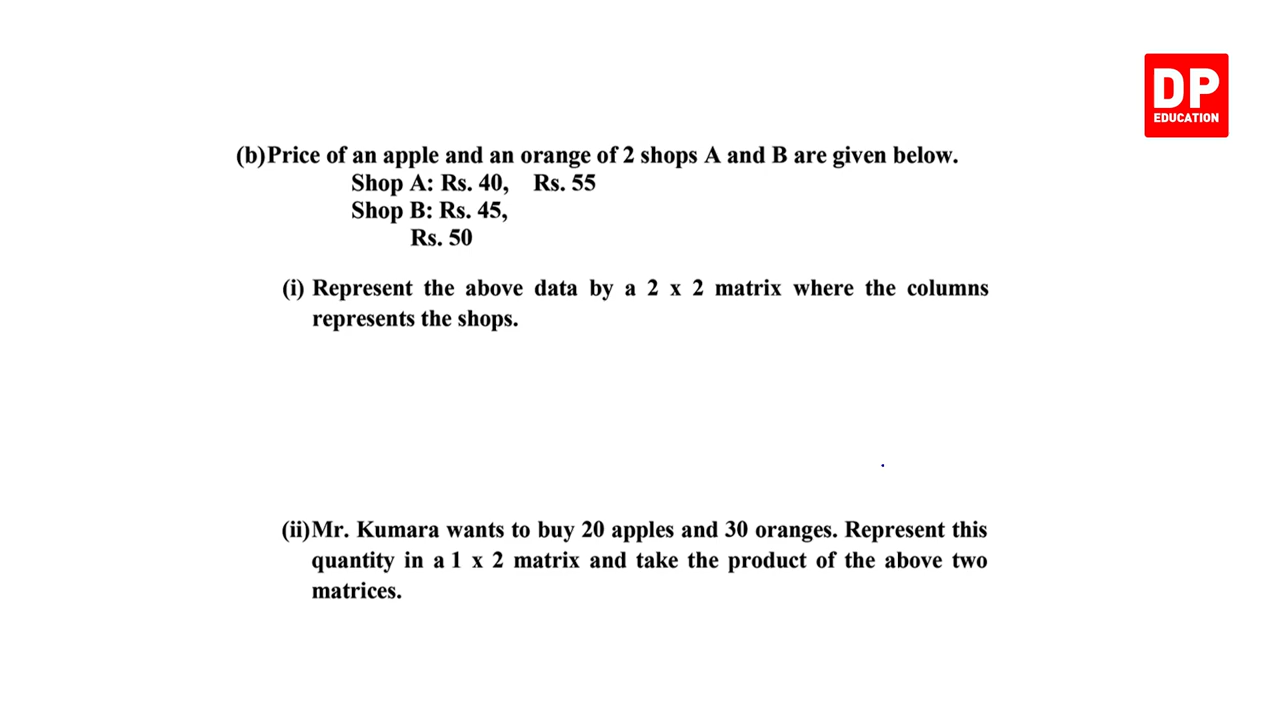 DP
EDUCATION
(b)Price of an apple and an orange of 2 shops A and B are given below.
Shop A: Rs. 40, Rs. 55
Shop B: Rs. 45,
Rs. 50
(i) Represent the above data by a 2 x 2 matrix where the columns
represents the shops.
(ii)Mr. Kumara wants to buy 20 apples and 30 oranges. Represent this
quantity in a 1 x 2 matrix and take the product of the above two
matrices.